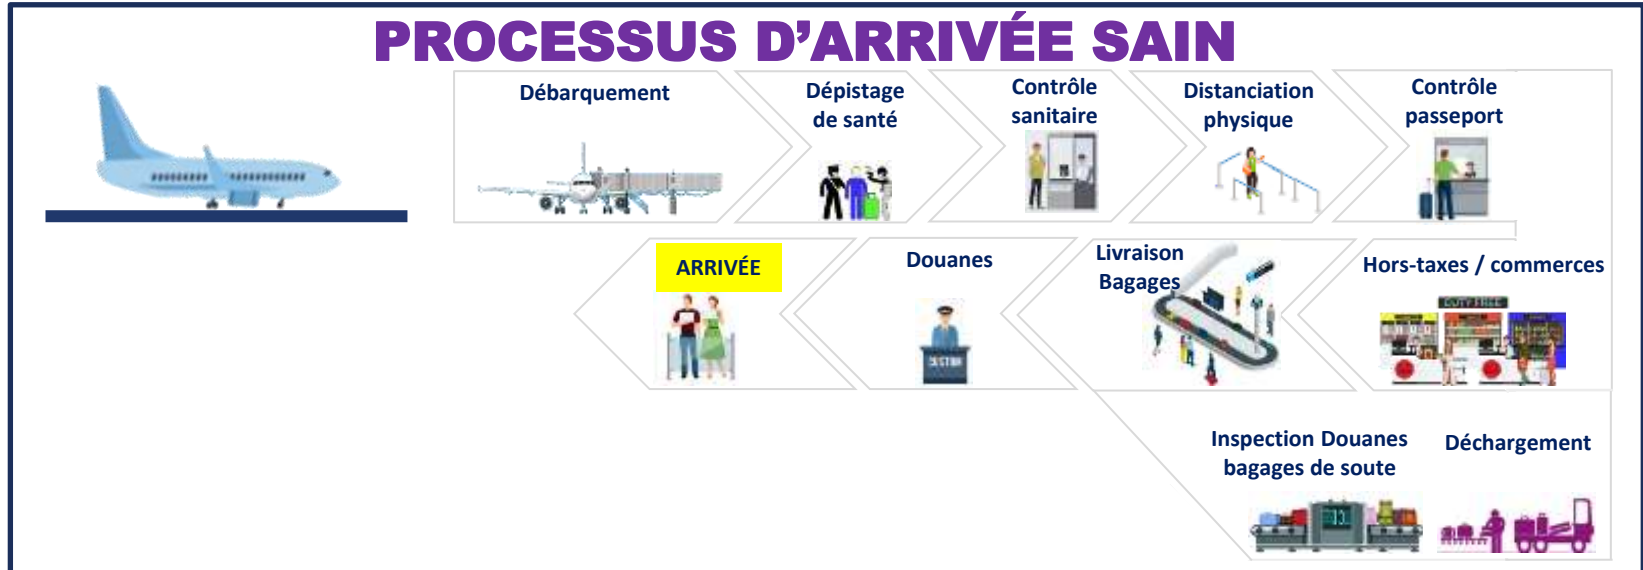 PROCESSUS D’ARRIVÉE SAIN
Débarquement
Dépistage
de santé
Contrôle
sanitaire
Distanciation
physique
Contrôle
passeport
ARRIVÉE
Douanes
Livraison
Bagages
Hors-taxes / commerces
DUTY FREE
Inspection Douanes
bagages de soute
Déchargement